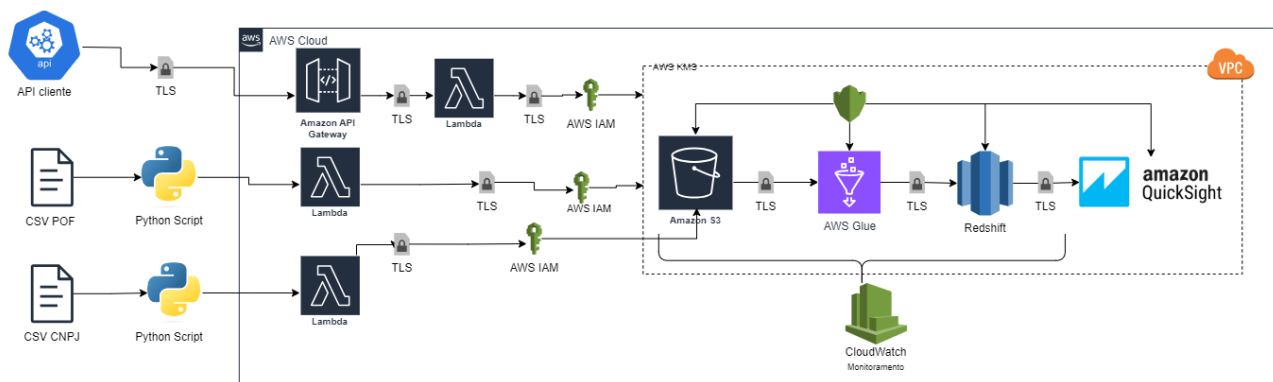 aws
AWS Cloud
api
API cliente
TLS
Amazon API
Gateway
TLS
Lambda
TLS
AWS IAM
AWS KMS
VPC
CSV POF
Python Script
Lambda
TLS
AWS IAM
Amazon S3
TLS
AWS Glue
TLS
Redshift
TLS
amazon
QuickSight
CSV CNPJ
Python Script
Lambda
TLS
AWS IAM
CloudWatch
Monitoramento